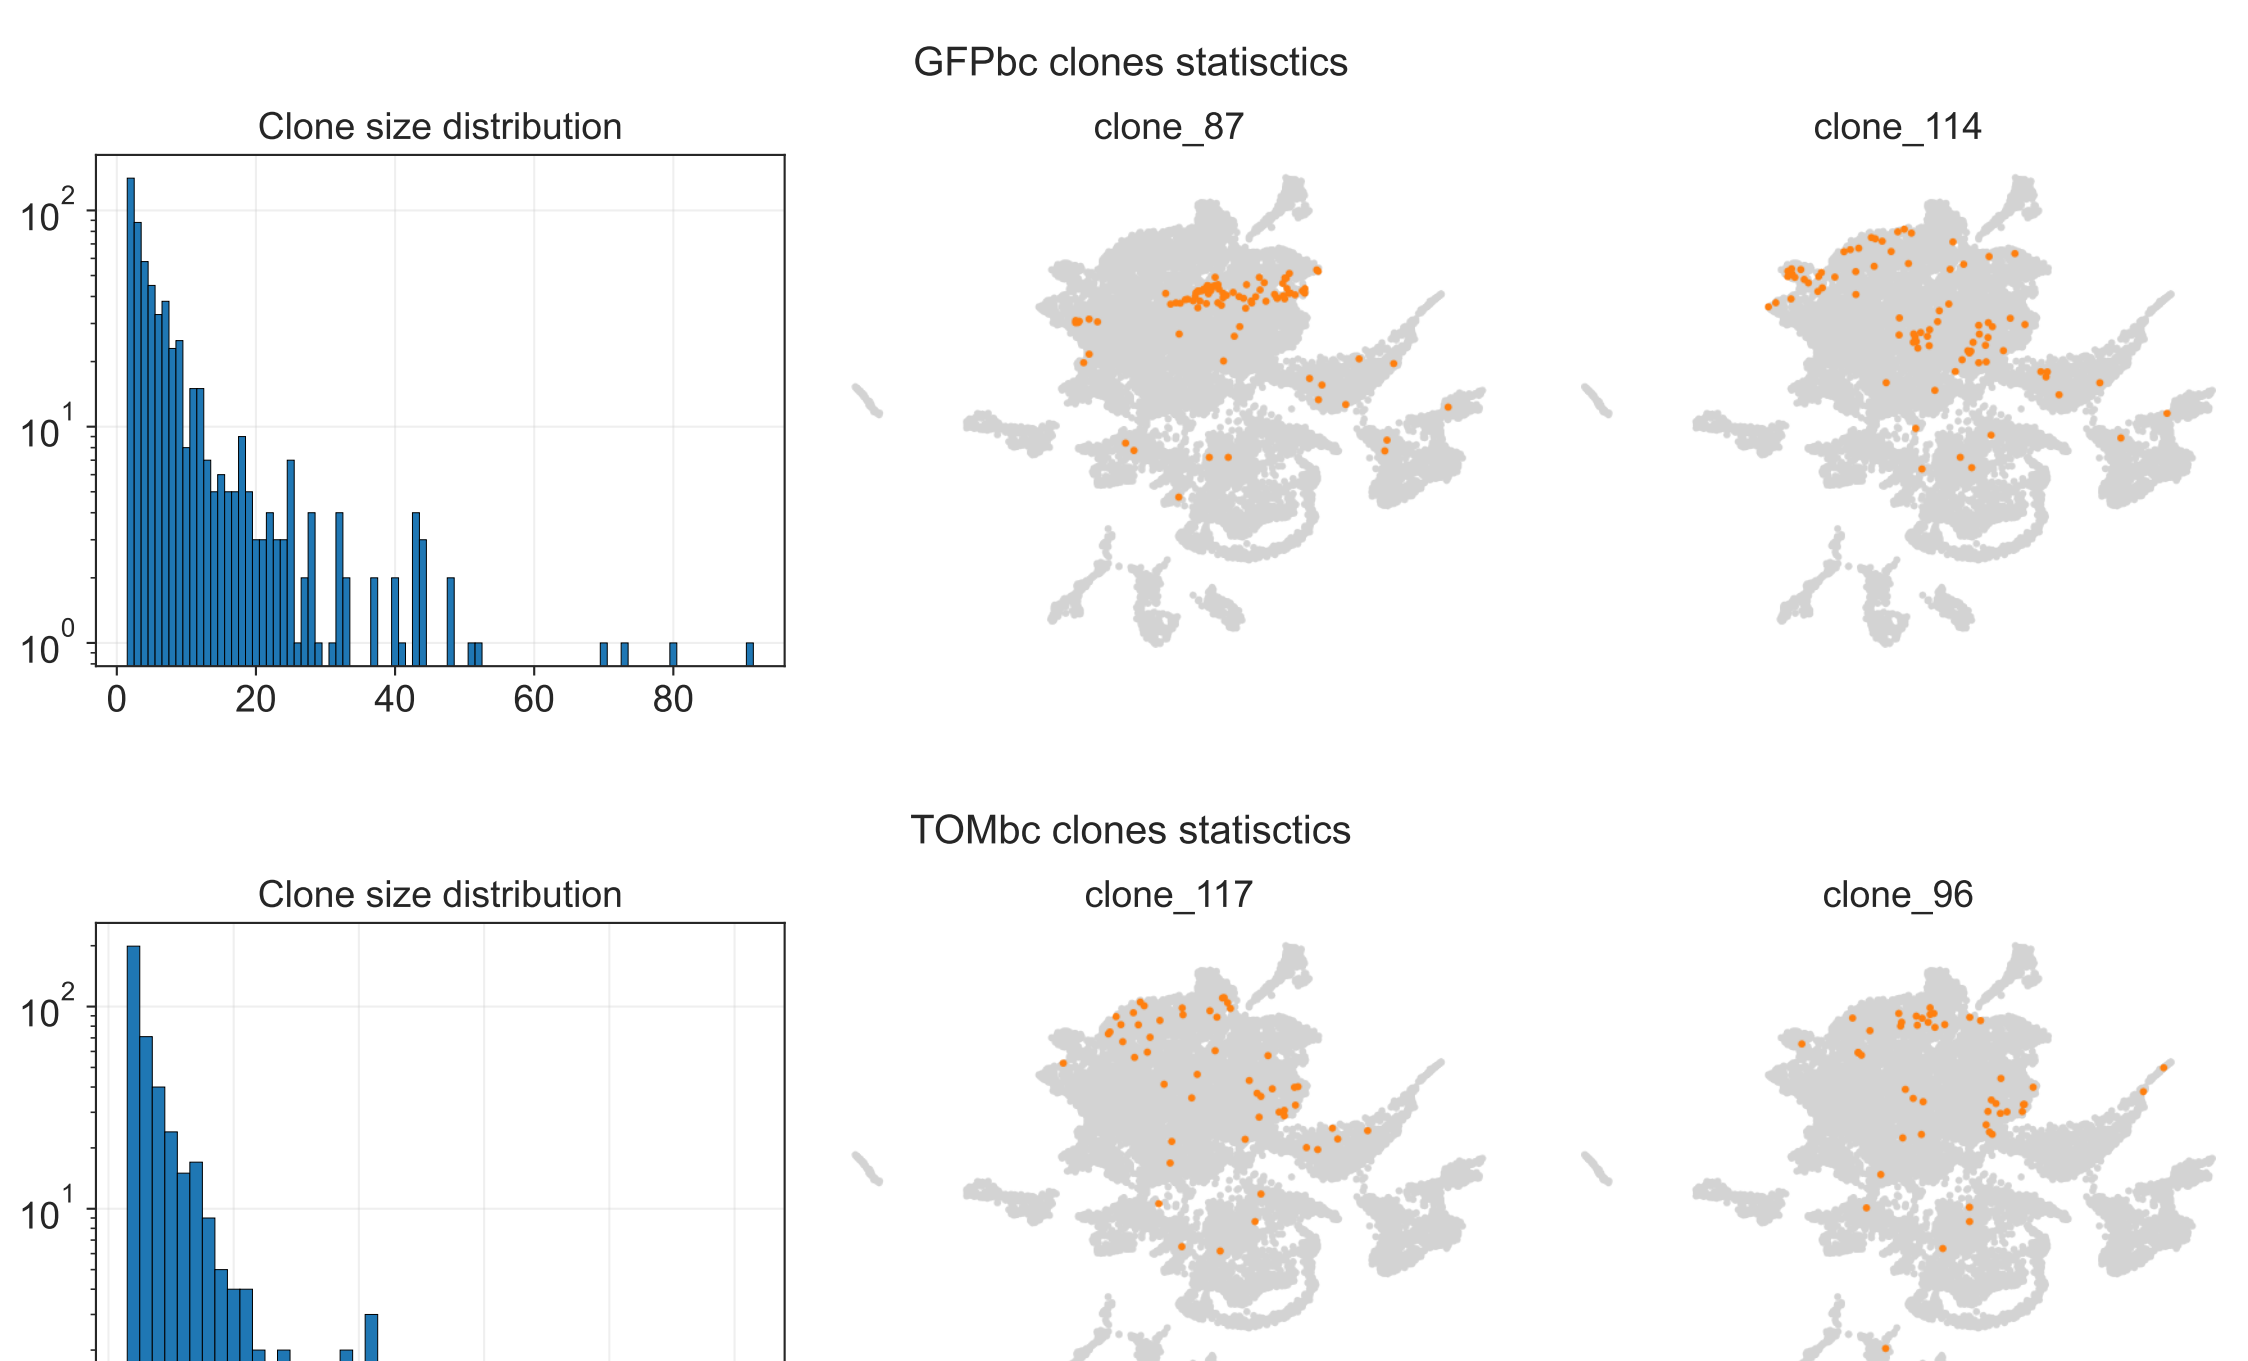 GFPbc clones statisctics
Clone size distribution
clone_87
clone_114
10^2
10^1
10^0
0 20 40 60 80
TOMbc clones statisctics
Clone size distribution
clone_117
clone_96
10^2
10^1